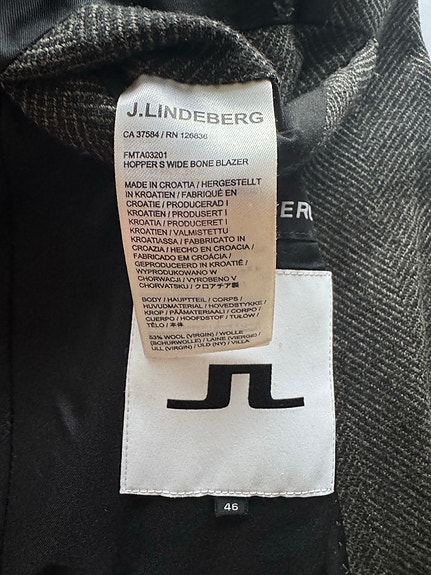 J.LINDEBERG
CA 37584 / RN 126836
FMTA03201
HOPPER S WIDE BONE BLAZER
MADE IN CROATIA / HERGESTELLT
IN KROATIEN / FABRIQUÉ EN
CROATIE / PRODUCERAD I
KROATIEN / PRODUSERT I
KROATIA / PRODUCERET I
KROATIEN / VALMISTETTU
KROATIASSA / FABBRICATO IN
CROAZIA / HECHO EN CROACIA /
FABRICADO EM CROÁCIA /
GEPRODUCEERD IN KROATIË /
WYPRODUKOWANO W
CHORWACJI / VYROBENO V
CHORVATSKU / クロアチア製
BODY / HAUPTTEIL / CORPS /
HUVUDMATERIAL / HOVEDSTYKKE /
KROP / PÄÄMATERIAALI / CORPO /
CUERPO / HOOFDSTOF / TUŁÓW /
TĚLO / 本体
53% WOOL (VIRGIN) / WOLLE
(SCHURWOLLE) / LAINE (VIERGE) /
ULL (VIRGIN) / ULD (NY) / VILLA
ERG
46